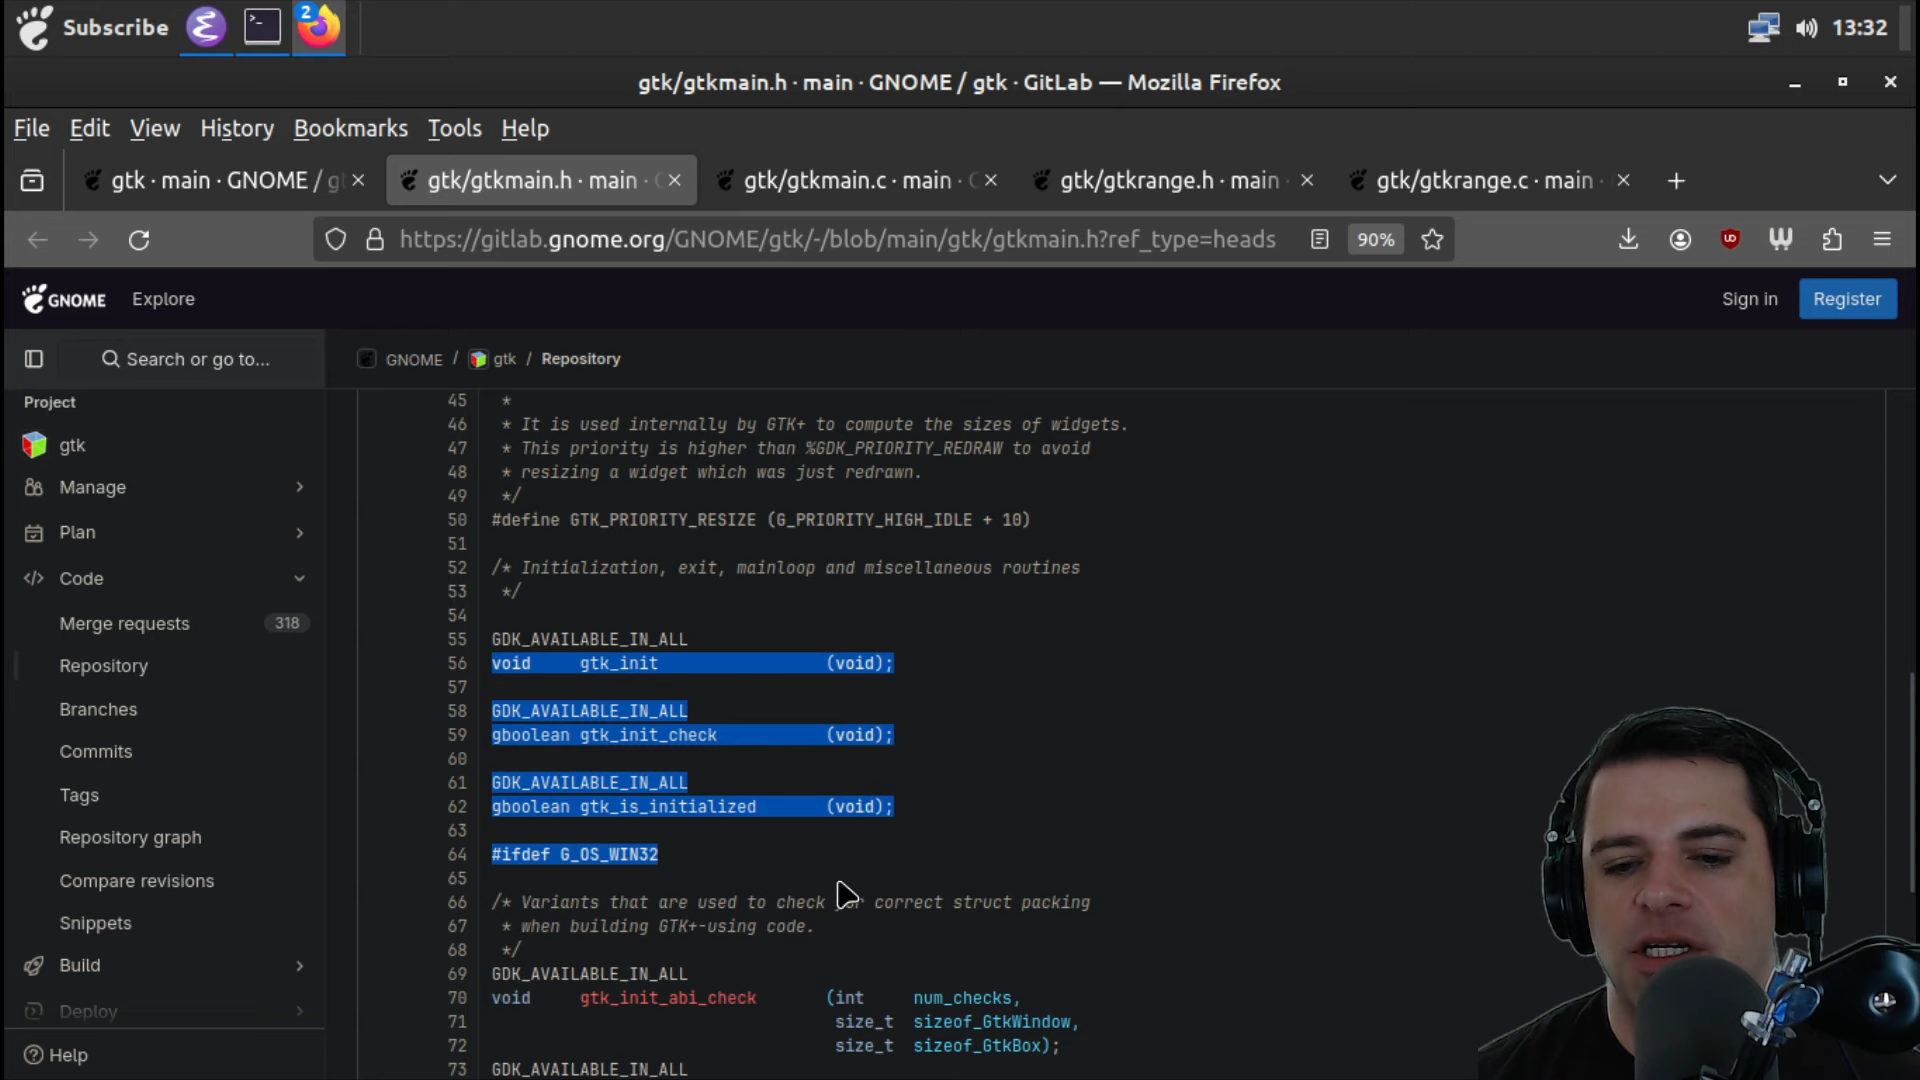 Subscribe
2
13:32
gtk/gtkmain.h · main · GNOME / gtk · GitLab — Mozilla Firefox
File Edit View History Bookmarks Tools Help
gtk · main · GNOME / g
gtk/gtkmain.h · main ·
gtk/gtkmain.c · main ·
gtk/gtkrange.h · main
gtk/gtkrange.c · main ·
https://gitlab.gnome.org/GNOME/gtk/-/blob/main/gtk/gtkmain.h?ref_type=heads
90%
GNOME Explore
Sign in
Register
Search or go to...
GNOME / gtk / Repository
Project
gtk
Manage
Plan
Code
Merge requests 318
Repository
Branches
Commits
Tags
Repository graph
Compare revisions
Snippets
Build
Deploy
Help
45 *
46 * It is used internally by GTK+ to compute the sizes of widgets.
47 * This priority is higher than %GDK_PRIORITY_REDRAW to avoid
48 * resizing a widget which was just redrawn.
49 */
50 #define GTK_PRIORITY_RESIZE (G_PRIORITY_HIGH_IDLE + 10)
51
52 /* Initialization, exit, mainloop and miscellaneous routines
53 */
54
55 GDK_AVAILABLE_IN_ALL
56 void gtk_init (void);
57
58 GDK_AVAILABLE_IN_ALL
59 gboolean gtk_init_check (void);
60
61 GDK_AVAILABLE_IN_ALL
62 gboolean gtk_is_initialized (void);
63
64 #ifdef G_OS_WIN32
65
66 /* Variants that are used to check correct struct packing
67 * when building GTK+-using code.
68 */
69 GDK_AVAILABLE_IN_ALL
70 void gtk_init_abi_check (int num_checks,
71 size_t sizeof_GtkWindow,
72 size_t sizeof_GtkBox);
73 GDK_AVAILABLE_IN_ALL